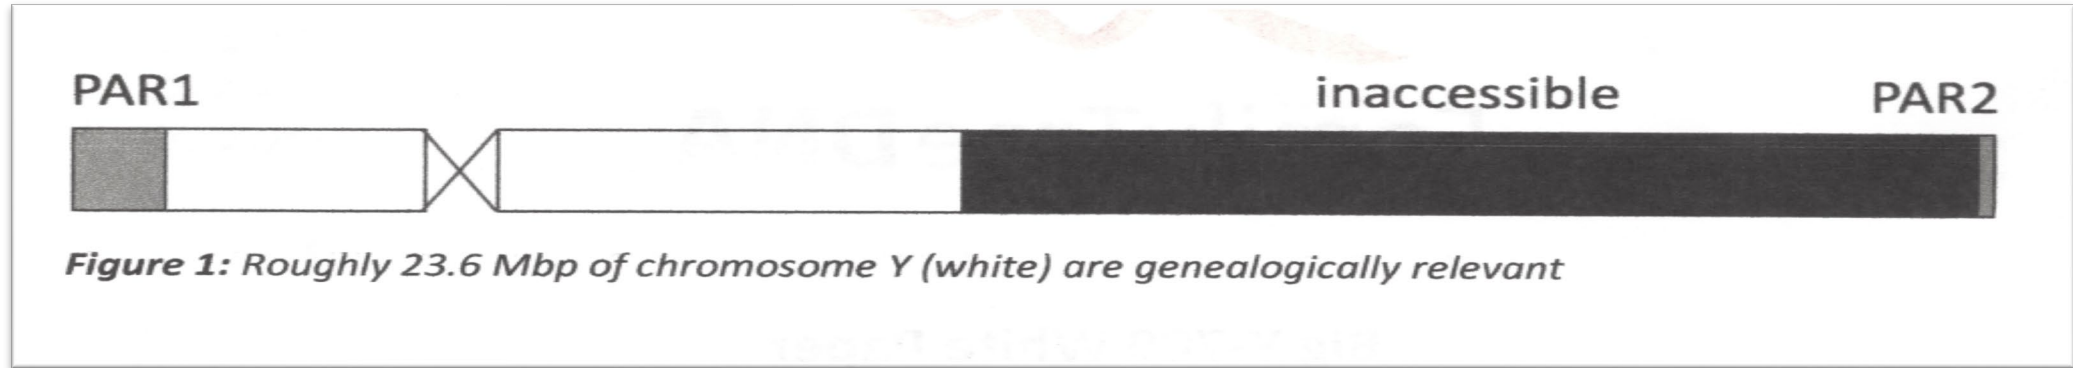 PAR1 inaccessible PAR2
Figure 1: Roughly 23.6 Mbp of chromosome Y (white) are genealogically relevant